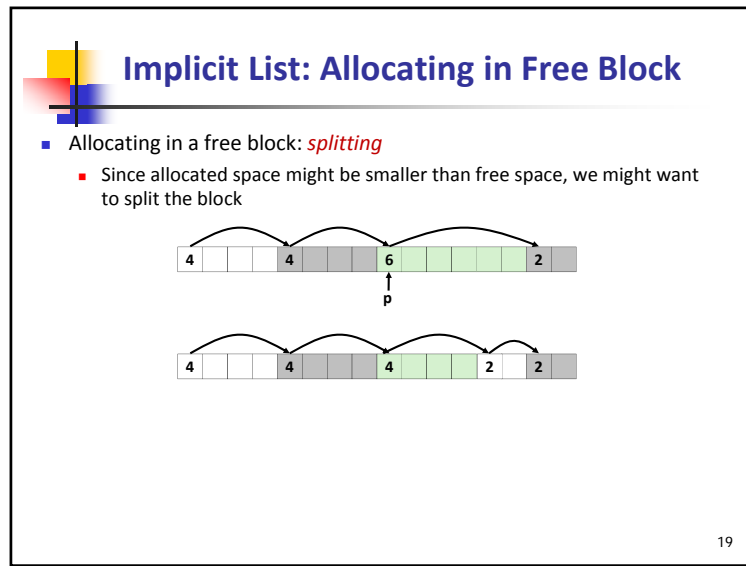 Implicit List: Allocating in Free Block
Allocating in a free block: splitting
Since allocated space might be smaller than free space, we might want
to split the block
4 4 6 2
p
4 4 4 2 2
19